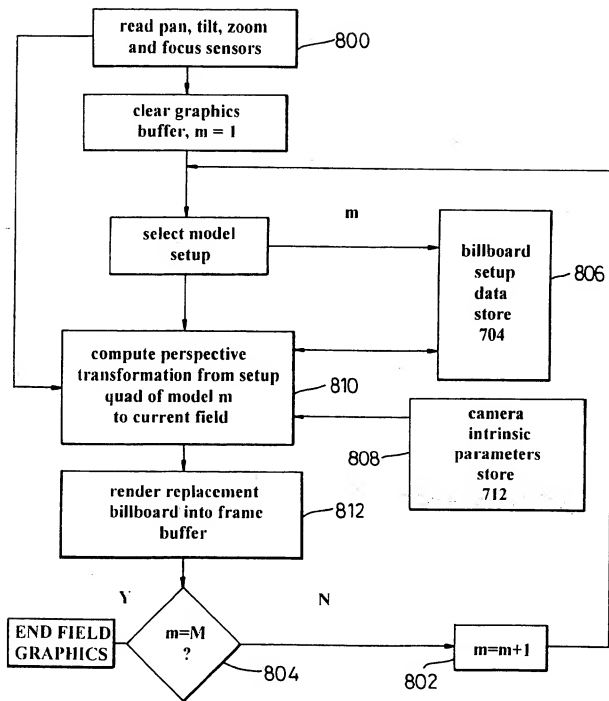 read pan, tilt, zoom
and focus sensors
800
clear graphics
buffer, m = 1
select model
setup
m
billboard
setup
data
store
704
806
compute perspective
transformation from setup
quad of model m
to current field
810
camera
intrinsic
parameters
store
712
808
render replacement
billboard into frame
buffer
812
Y
N
END FIELD
GRAPHICS
m=M
?
804
m=m+1
802